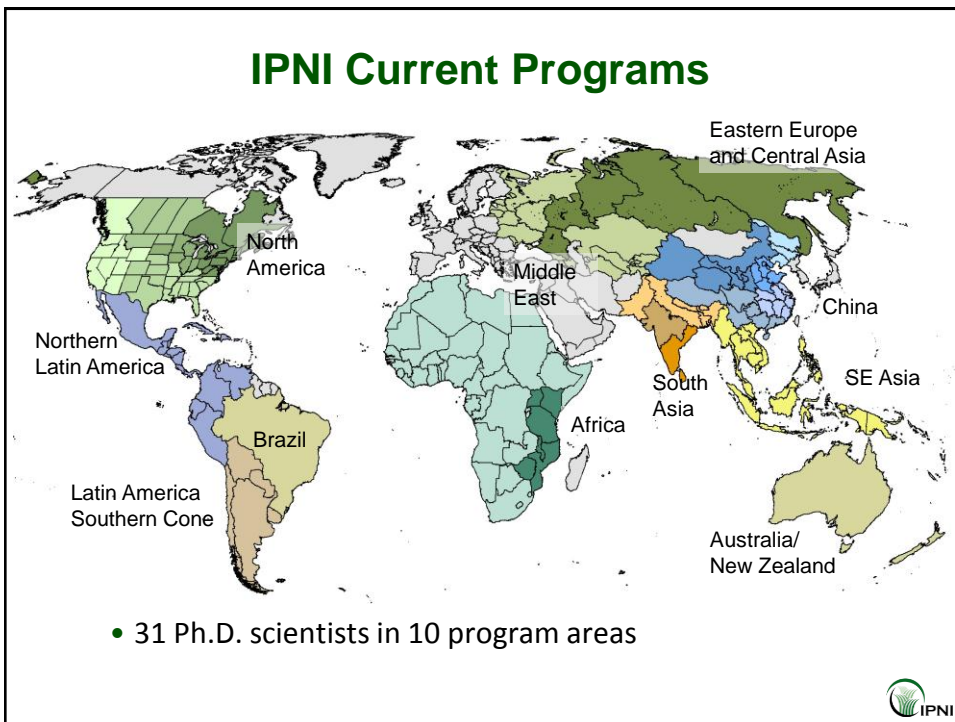 IPNI Current Programs
Eastern Europe
and Central Asia
North
America
Middle
East
China
Northern
Latin America
South
Asia
SE Asia
Africa
Brazil
Latin America
Southern Cone
Australia/
New Zealand
• 31 Ph.D. scientists in 10 program areas
IPNI